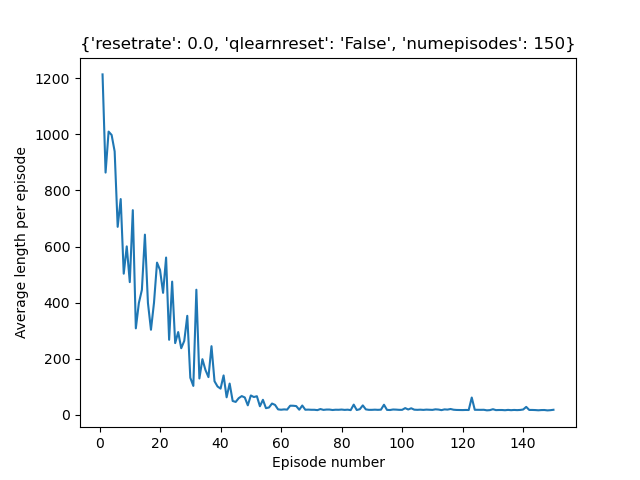 {'resetrate': 0.0, 'qlearnreset': 'False', 'numepisodes': 150}
1200
1000
800
600
400
200
0
Average length per episode
0 20 40 60 80 100 120 140
Episode number